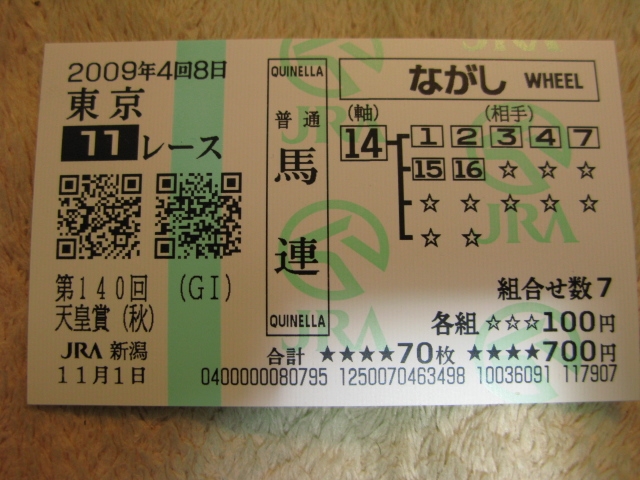 2009年4回8日
東京
11レース
第140回 (GI)
天皇賞(秋)
JRA 新潟
11月1日
QUINELLA
普通
馬連
QUINELLA
ながし WHEEL
(軸) (相手)
14 1 2 3 4 7
15 16 ☆ ☆ ☆
☆ ☆ ☆ ☆ ☆
☆ ☆
組合せ数7
各組 ☆☆☆100円
合計 ★★★★70枚 ★★★★700円
0400000080795 1250070463498 10036091 117907
JRA
JRA
JRA